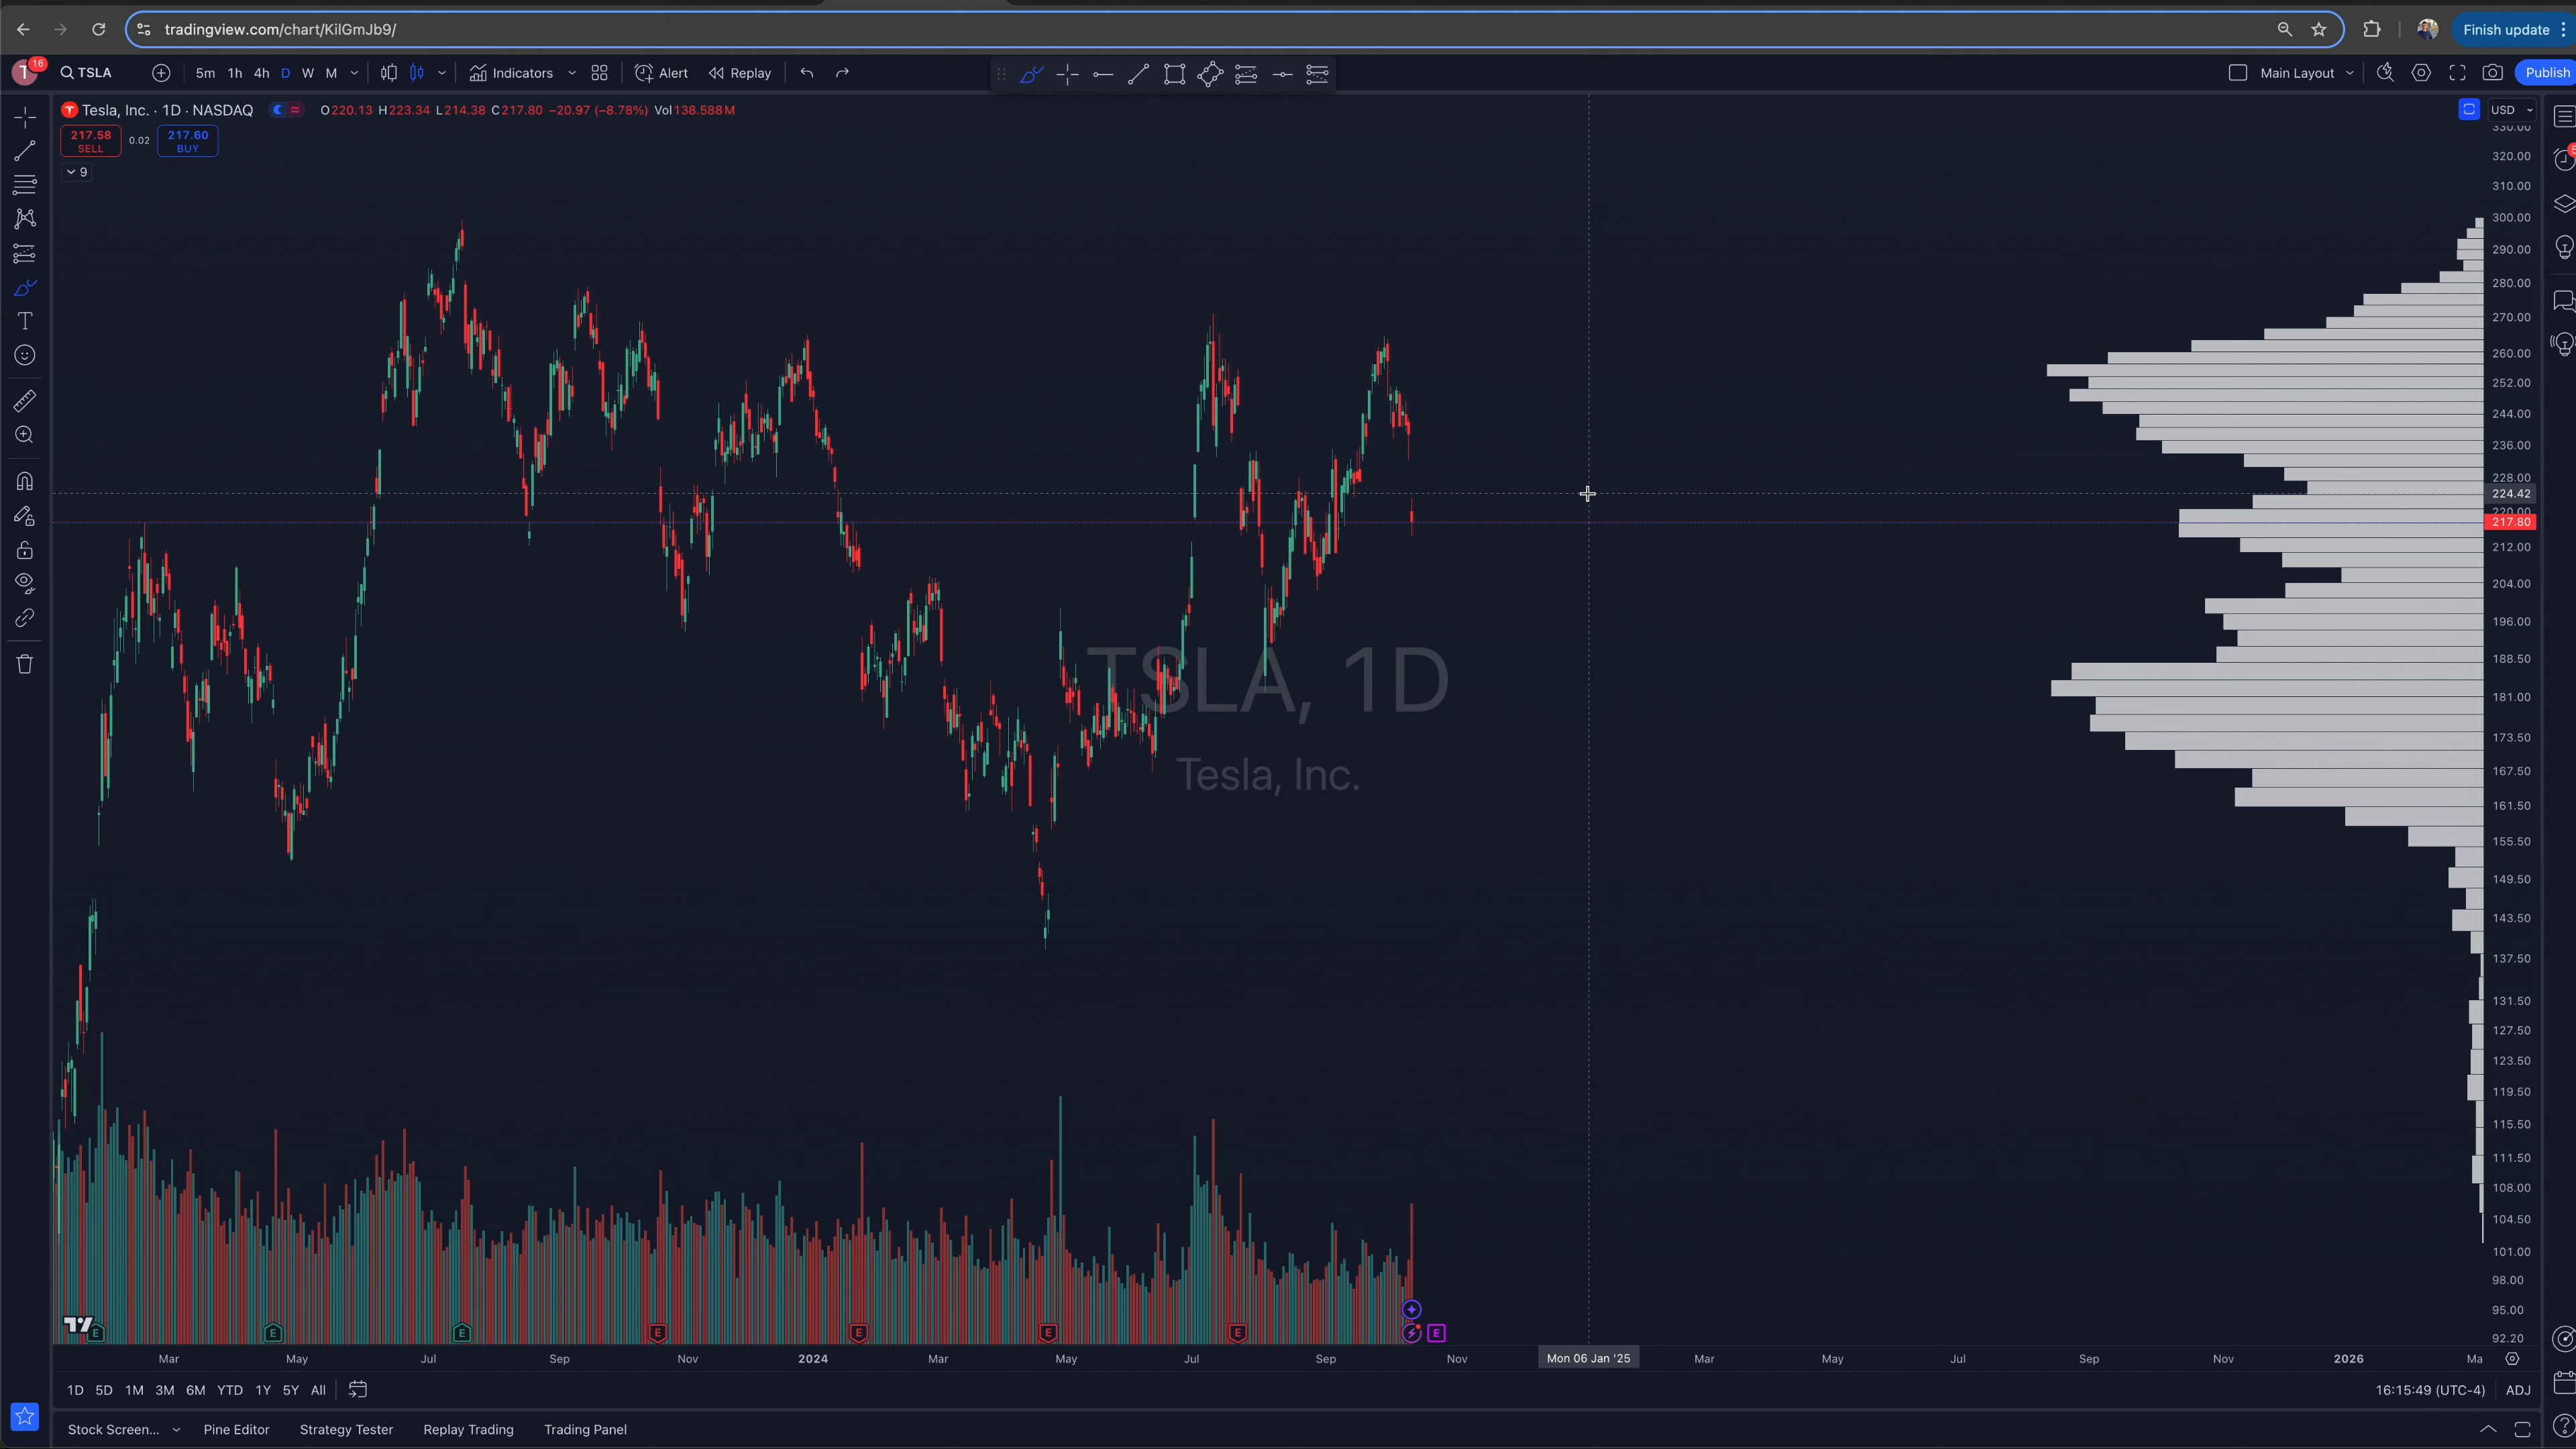 tradingview.com/chart/KilGmJb9/
Finish update
T 16 TSLA 5m 1h 4h D W M Indicators Alert Replay Main Layout Publish
Tesla, Inc. · 1D · NASDAQ O220.13 H223.34 L214.38 C217.80 −20.97 (−8.78%) Vol138.588M
USD
217.58 SELL
0.02
217.60 BUY
9
330.00
320.00
310.00
300.00
290.00
280.00
270.00
260.00
252.00
244.00
236.00
228.00
224.42
220.00
217.80
212.00
204.00
196.00
188.50
181.00
173.50
167.50
161.50
155.50
149.50
143.50
137.50
131.50
127.50
123.50
119.50
115.50
111.50
108.00
104.50
101.00
98.00
95.00
92.20
TSLA, 1D
Tesla, Inc.
E E E E E E E E
Mar May Jul Sep Nov 2024 Mar May Jul Sep Nov Mon 06 Jan '25 Mar May Jul Sep Nov 2026 Ma
1D 5D 1M 3M 6M YTD 1Y 5Y All
16:15:49 (UTC-4) ADJ
Stock Screen... Pine Editor Strategy Tester Replay Trading Trading Panel